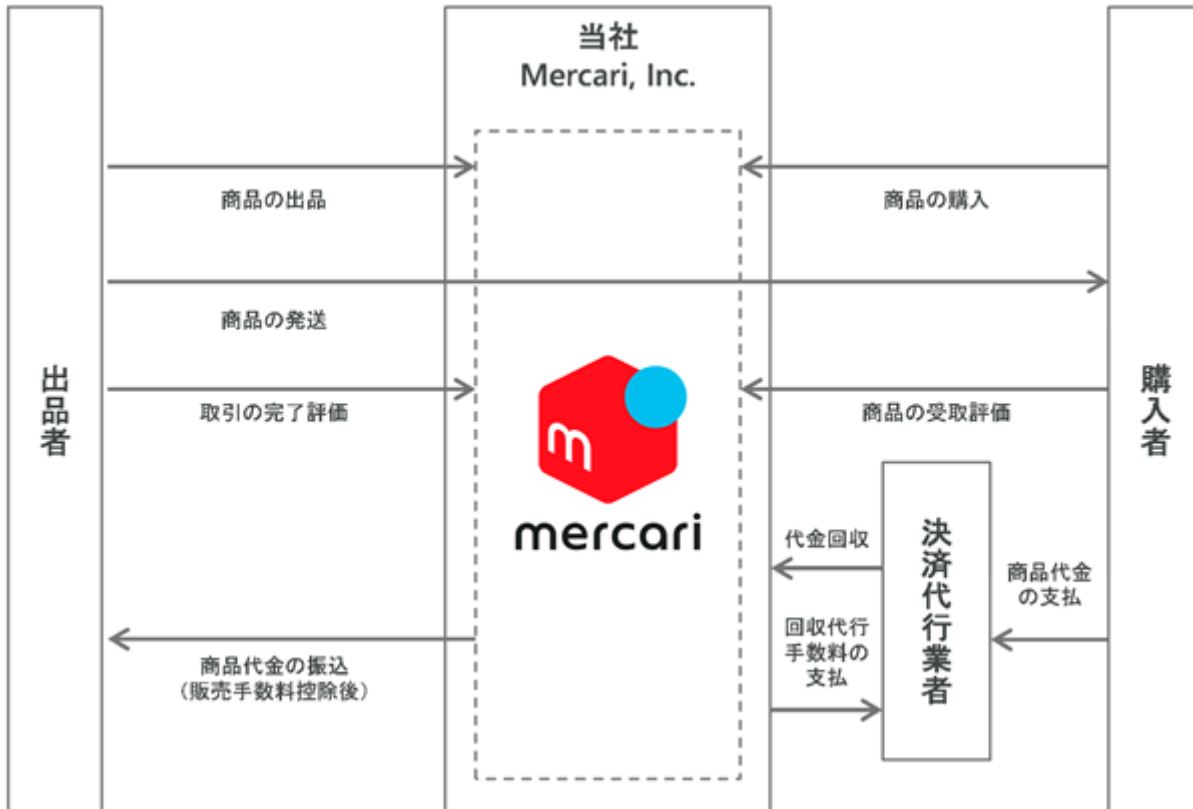 当社
Mercari, Inc.
商品の出品
商品の購入
商品の発送
出品者
購入者
取引の完了評価
商品の受取評価
m
mercari
決済代行業者
代金回収
商品代金
の支払
回収代行
手数料の
支払
商品代金の振込
（販売手数料控除後）